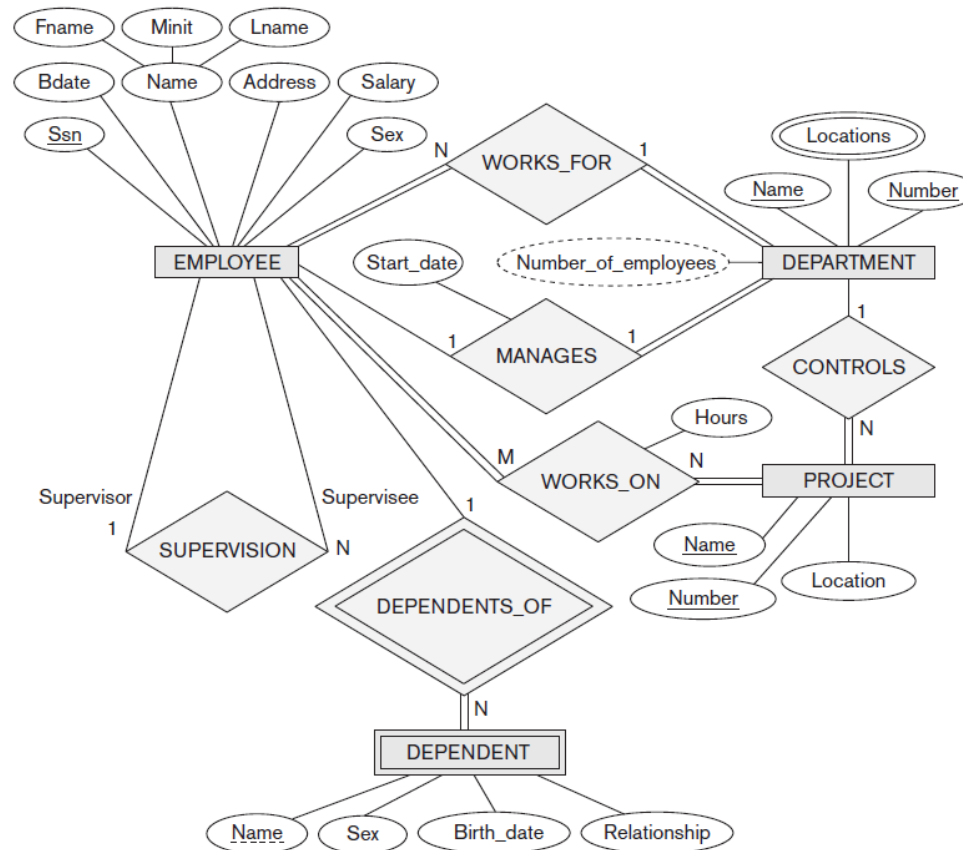 Fname Minit Lname
Bdate Name Address Salary
Ssn Sex
N WORKS_FOR 1
Locations
Name Number
EMPLOYEE Start_date Number_of_employees DEPARTMENT
1 MANAGES 1
1
CONTROLS
N
Hours
M WORKS_ON N
PROJECT
Supervisor Supervisee
1 SUPERVISION N
1
Name
Number Location
DEPENDENTS_OF
N
DEPENDENT
Name Sex Birth_date Relationship